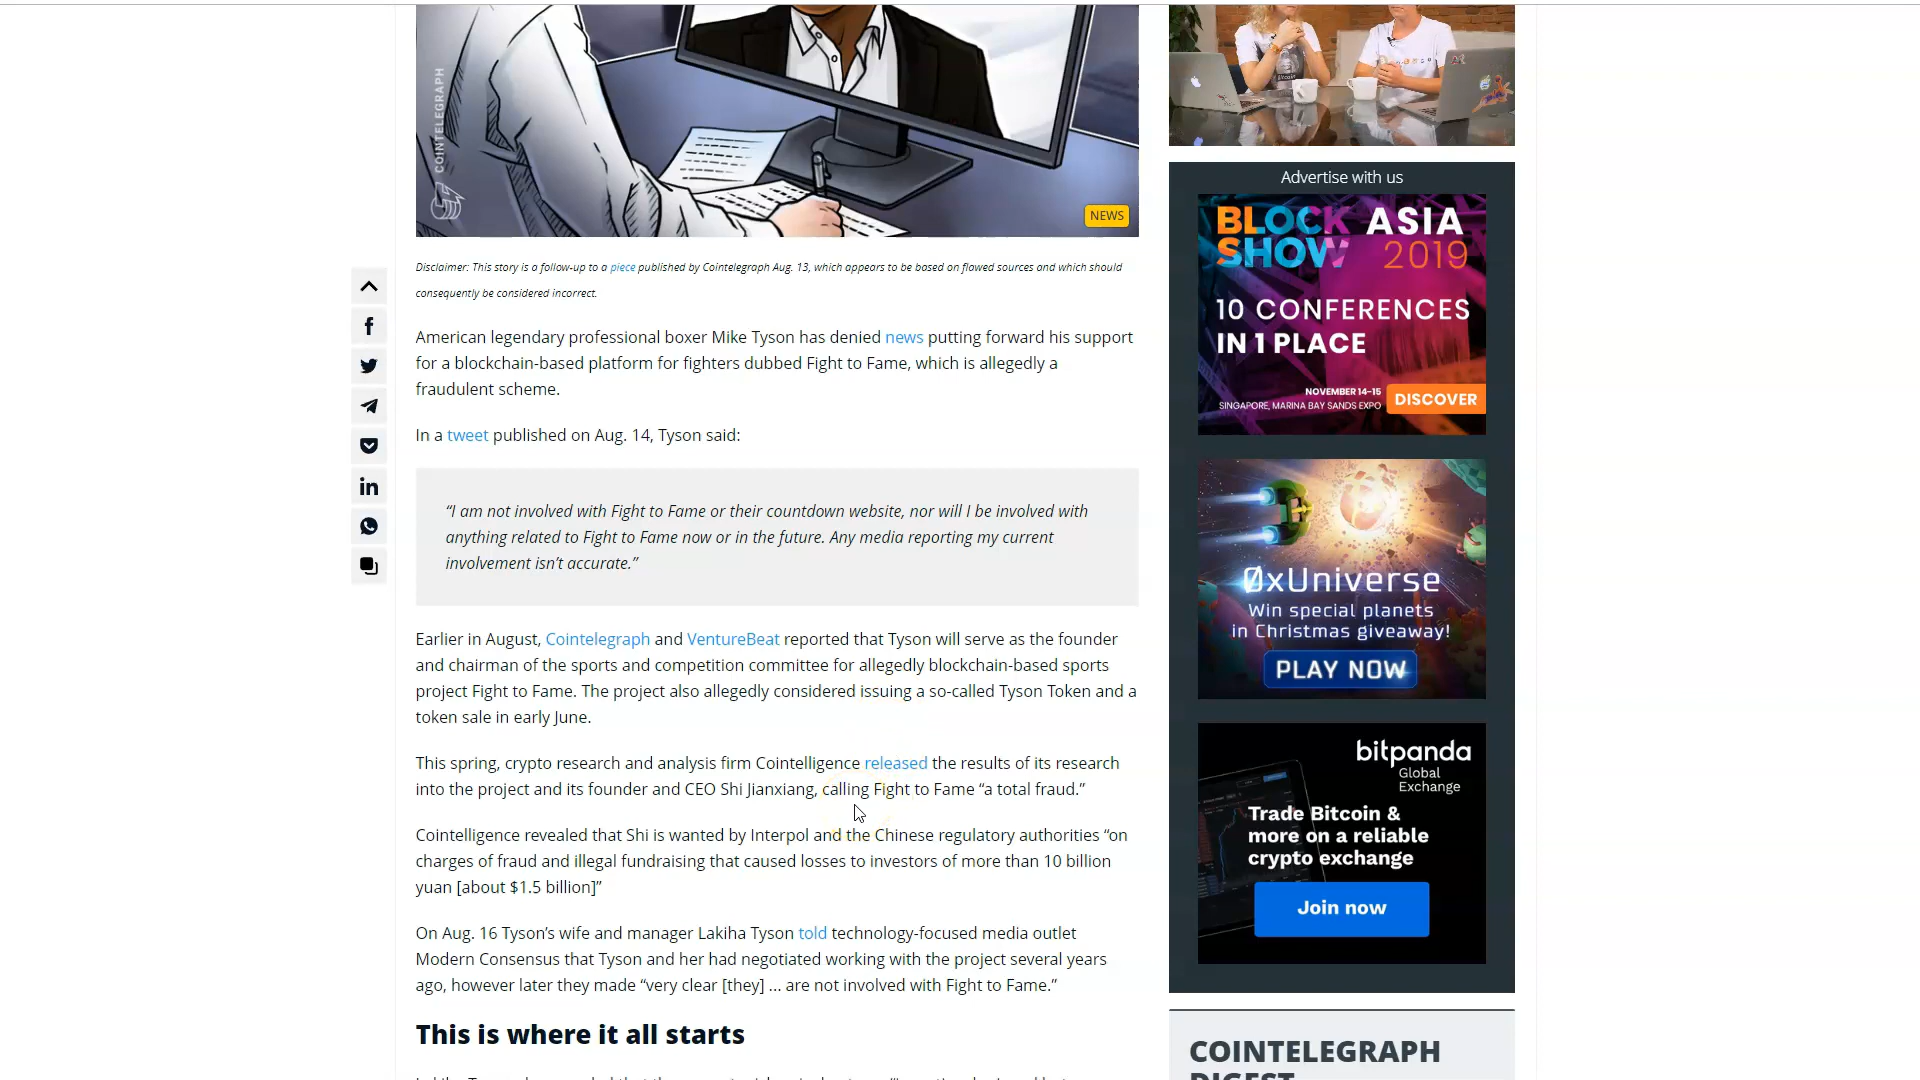 COINTELEGRAPH
NEWS
Disclaimer: This story is a follow-up to a piece published by Cointelegraph Aug. 13, which appears to be based on flawed sources and which should
consequently be considered incorrect.
American legendary professional boxer Mike Tyson has denied news putting forward his support
for a blockchain-based platform for fighters dubbed Fight to Fame, which is allegedly a
fraudulent scheme.
In a tweet published on Aug. 14, Tyson said:
“I am not involved with Fight to Fame or their countdown website, nor will I be involved with
anything related to Fight to Fame now or in the future. Any media reporting my current
involvement isn’t accurate.”
Earlier in August, Cointelegraph and VentureBeat reported that Tyson will serve as the founder
and chairman of the sports and competition committee for allegedly blockchain-based sports
project Fight to Fame. The project also allegedly considered issuing a so-called Tyson Token and a
token sale in early June.
This spring, crypto research and analysis firm Cointelligence released the results of its research
into the project and its founder and CEO Shi Jianxiang, calling Fight to Fame “a total fraud.”
Cointelligence revealed that Shi is wanted by Interpol and the Chinese regulatory authorities “on
charges of fraud and illegal fundraising that caused losses to investors of more than 10 billion
yuan [about $1.5 billion]”
On Aug. 16 Tyson’s wife and manager Lakiha Tyson told technology-focused media outlet
Modern Consensus that Tyson and her had negotiated working with the project several years
ago, however later they made “very clear [they] ... are not involved with Fight to Fame.”
This is where it all starts
Advertise with us
BLOCK ASIA
SHOW 2019
10 CONFERENCES
IN 1 PLACE
NOVEMBER 14-15
SINGAPORE, MARINA BAY SANDS EXPO
DISCOVER
0xUniverse
Win special planets
in Christmas giveaway!
PLAY NOW
bitpanda
Global
Exchange
Trade Bitcoin &
more on a reliable
crypto exchange
Join now
COINTELEGRAPH
DIGEST